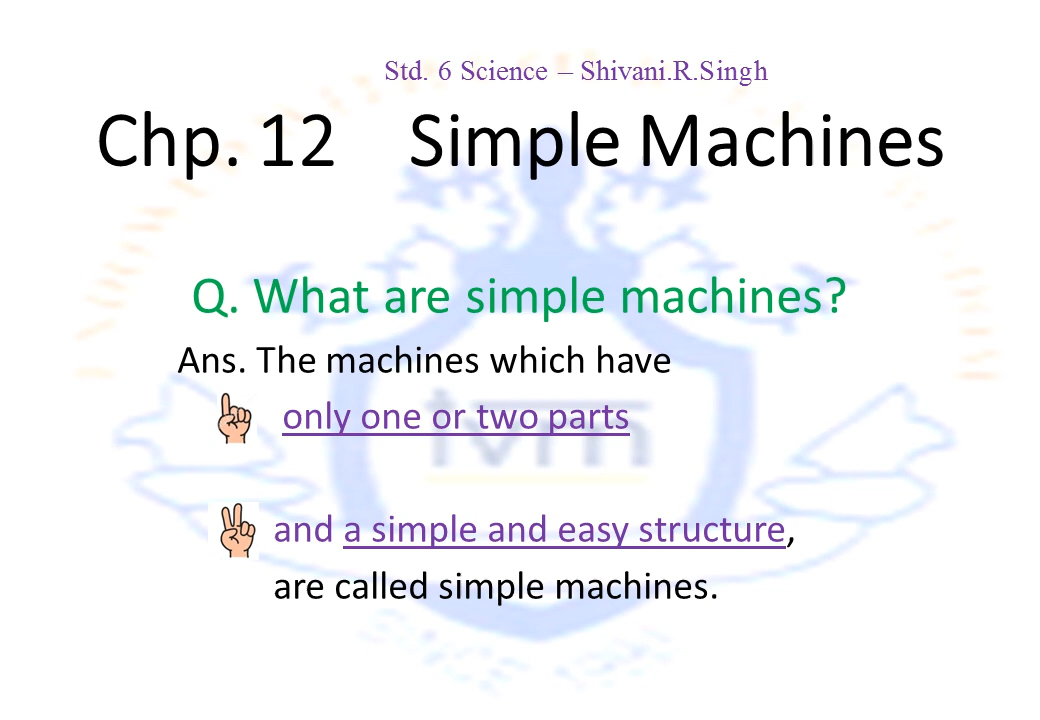 Std. 6 Science – Shivani.R.Singh
Chp. 12 Simple Machines
Q. What are simple machines?
Ans. The machines which have
only one or two parts
and a simple and easy structure,
are called simple machines.
tvm